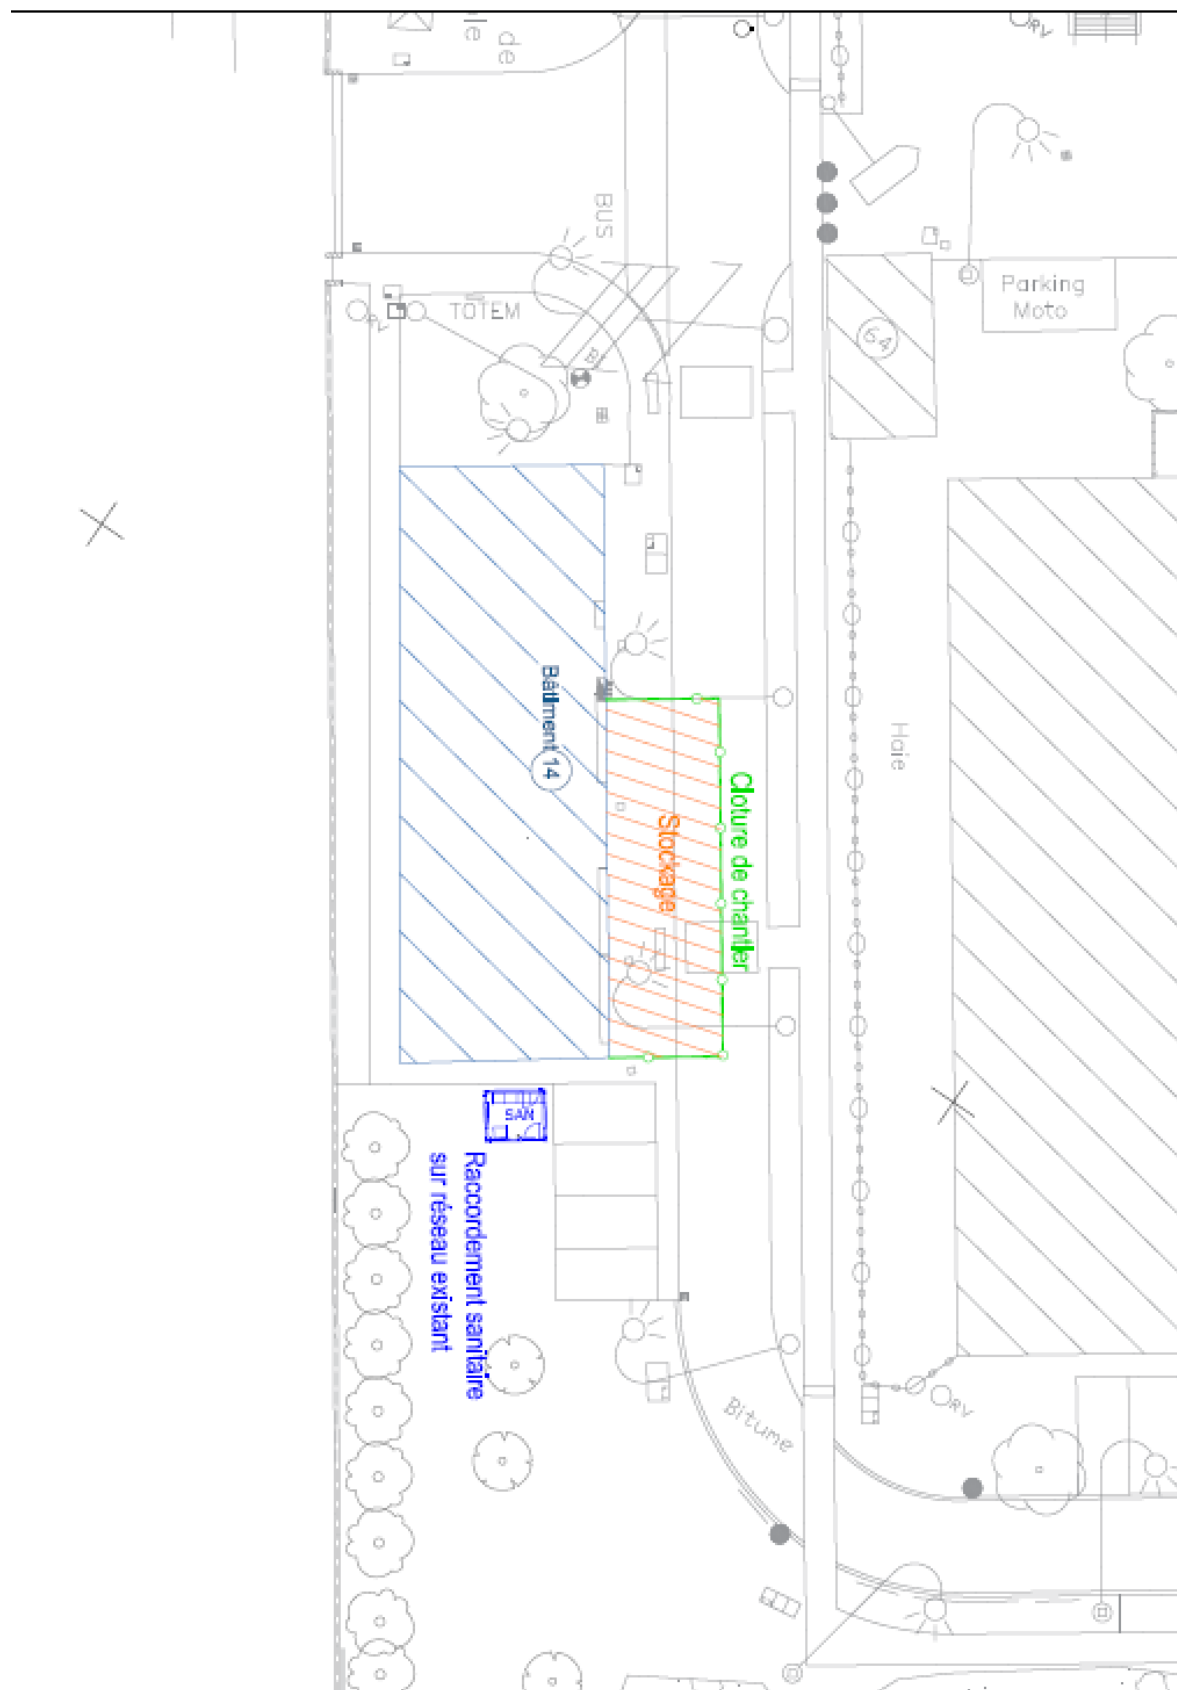 de
le
RV
BUS
Parking
Moto
TOTEM
RV
64
Bâtiment 14
Haie
Stockage
Cloture de chantier
SAN
Raccordement sanitaire
sur réseau existant
RV
Bitume